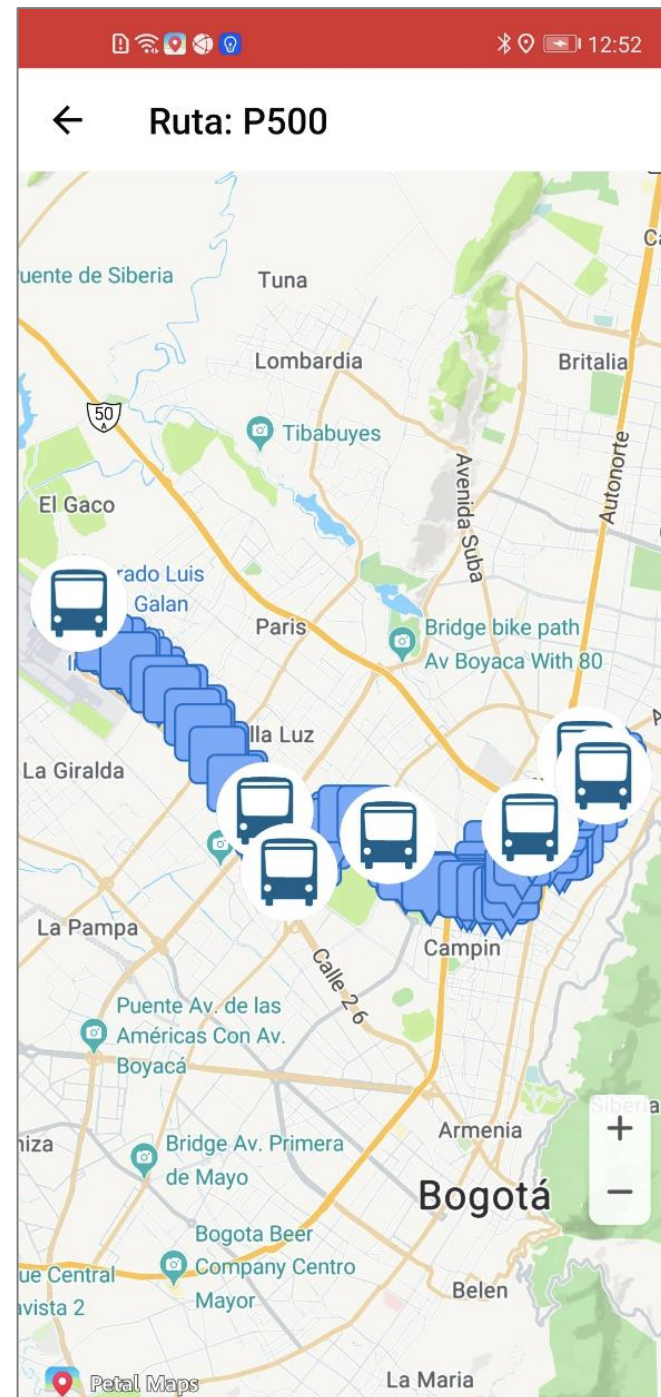 12:52
Ruta: P500
uente de Siberia
Tuna
Lombardia
Britalia
50
A
Tibabuyes
Autonorte
Avenida Suba
El Gaco
rado Luis
Galan
Paris
Bridge bike path
Av Boyaca With 80
lla Luz
La Giralda
La Pampa
Campin
Calle 26
Puente Av. de las
Américas Con Av.
Boyacá
Siberia
Armenia
niza
Bridge Av. Primera
de Mayo
Bogotá
Bogota Beer
Company Centro
Mayor
ue Central
avista 2
Belen
La Maria
Petal Maps